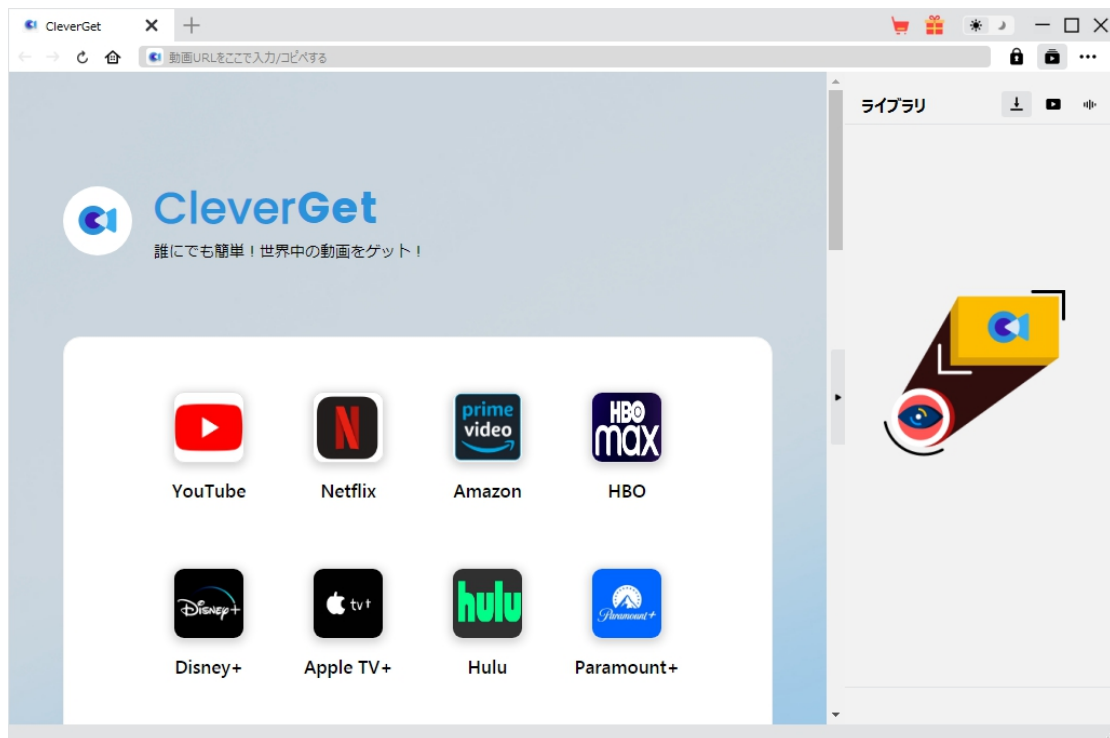 CleverGet
動画URLをここで入力/コピペする
ライブラリ
CleverGet
誰にでも簡単！世界中の動画をゲット！
prime video
HBO max
YouTube
Netflix
Amazon
HBO
Disney+
tv+
hulu
Paramount+
Disney+
Apple TV+
Hulu
Paramount+